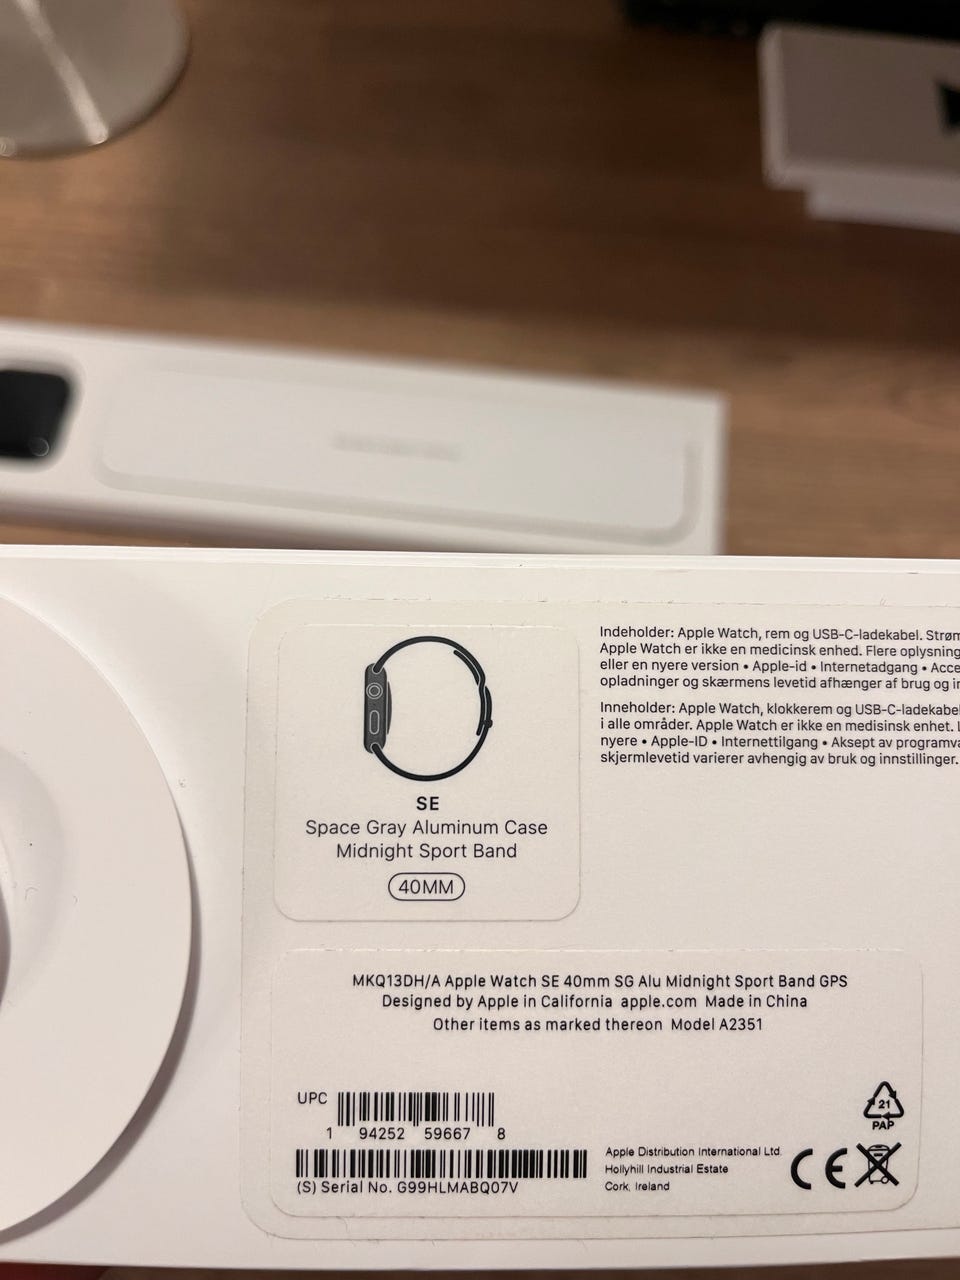 Indeholder: Apple Watch, rem og USB-C-ladekabel. Strøm
Apple Watch er ikke en medicinsk enhed. Flere oplysning
eller en nyere version • Apple-id • Internetadgang • Acce
opladninger og skærmens levetid afhænger af brug og in
Inneholder: Apple Watch, klokkerem og USB-C-ladekabe
i alle områder. Apple Watch er ikke en medisinsk enhet. L
nyere • Apple-ID • Internettilgang • Aksept av programva
skjermlevetid varierer avhengig av bruk og innstillinger.
SE
Space Gray Aluminum Case
Midnight Sport Band
40MM
MKQ13DH/A Apple Watch SE 40mm SG Alu Midnight Sport Band GPS
Designed by Apple in California apple.com Made in China
Other items as marked thereon Model A2351
UPC
1 94252 59667 8
(S) Serial No. G99HLMABQ07V
Apple Distribution International Ltd.
Hollyhill Industrial Estate
Cork, Ireland
21
PAP
CE